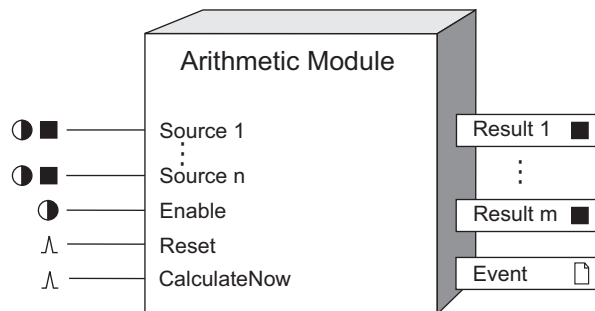 Arithmetic Module
Source 1
Source n
Enable
Reset
CalculateNow
Result 1
Result m
Event